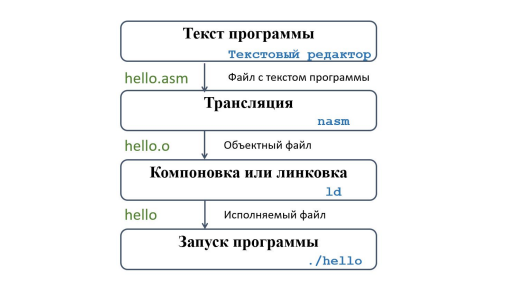 Текст программы
Текстовый редактор
hello.asm Файл с текстом программы
Трансляция
nasm
hello.o Объектный файл
Компоновка или линковка
ld
hello Исполняемый файл
Запуск программы
./hello